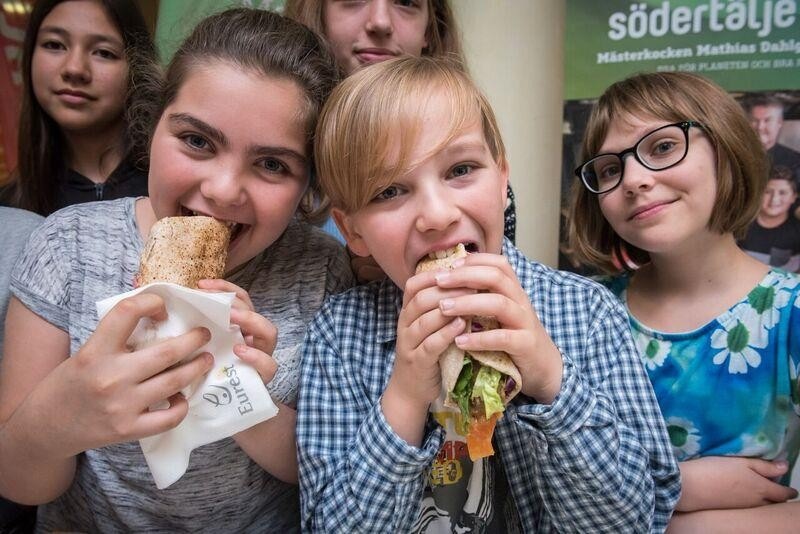 södertälje
Mästerkocken Mathias Dahlg
BRA FÖR PLANETEN OCH BRA
Eurest